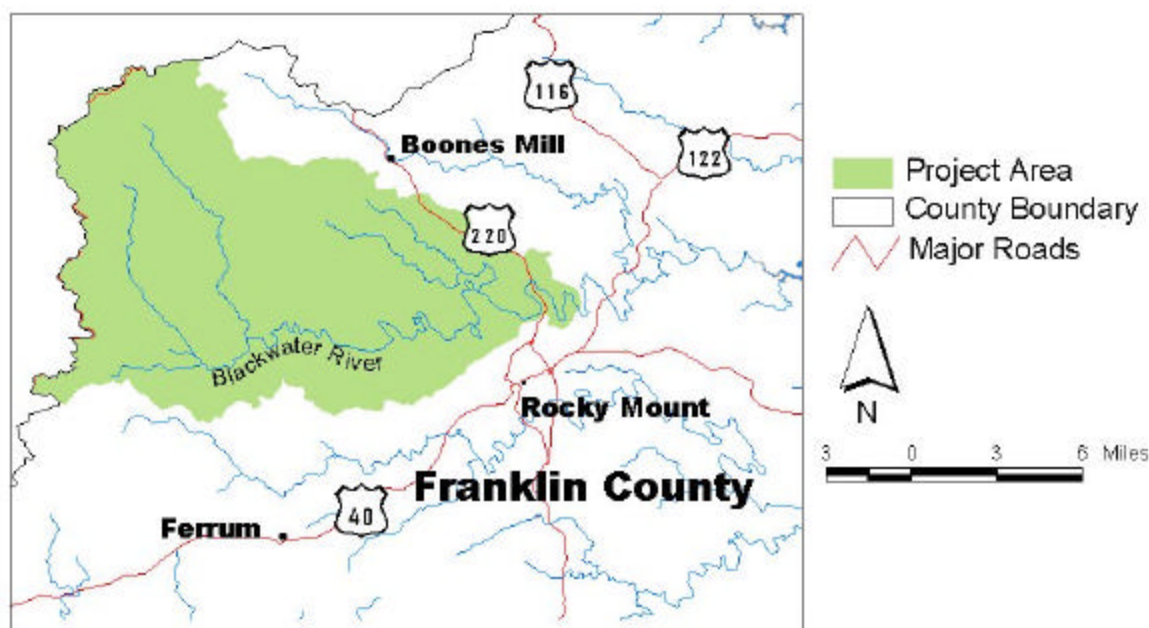 116
122
Boones Mill
220
Blackwater River
Rocky Mount
Franklin County
40
Ferrum
Project Area
County Boundary
Major Roads
N
3 0 3 6 Miles